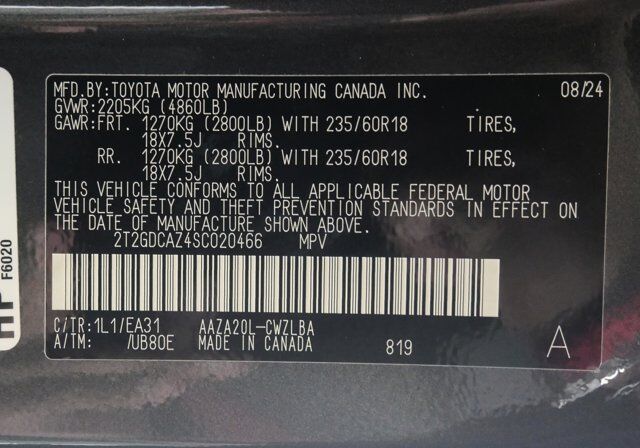 MFD.BY:TOYOTA MOTOR MANUFACTURING CANADA INC. 08/24
GVWR:2205KG (4860LB)
GAWR:FRT. 1270KG (2800LB) WITH 235/60R18 TIRES,
18X7.5J RIMS.
RR. 1270KG (2800LB) WITH 235/60R18 TIRES,
18X7.5J RIMS.
THIS VEHICLE CONFORMS TO ALL APPLICABLE FEDERAL MOTOR
VEHICLE SAFETY AND THEFT PREVENTION STANDARDS IN EFFECT ON
THE DATE OF MANUFACTURE SHOWN ABOVE.
2T2GDCAZ4SC020466 MPV
C/TR:1L1/EA31 AAZA20L-CWZLBA
A/TM: /UB80E MADE IN CANADA 819 A
F6020